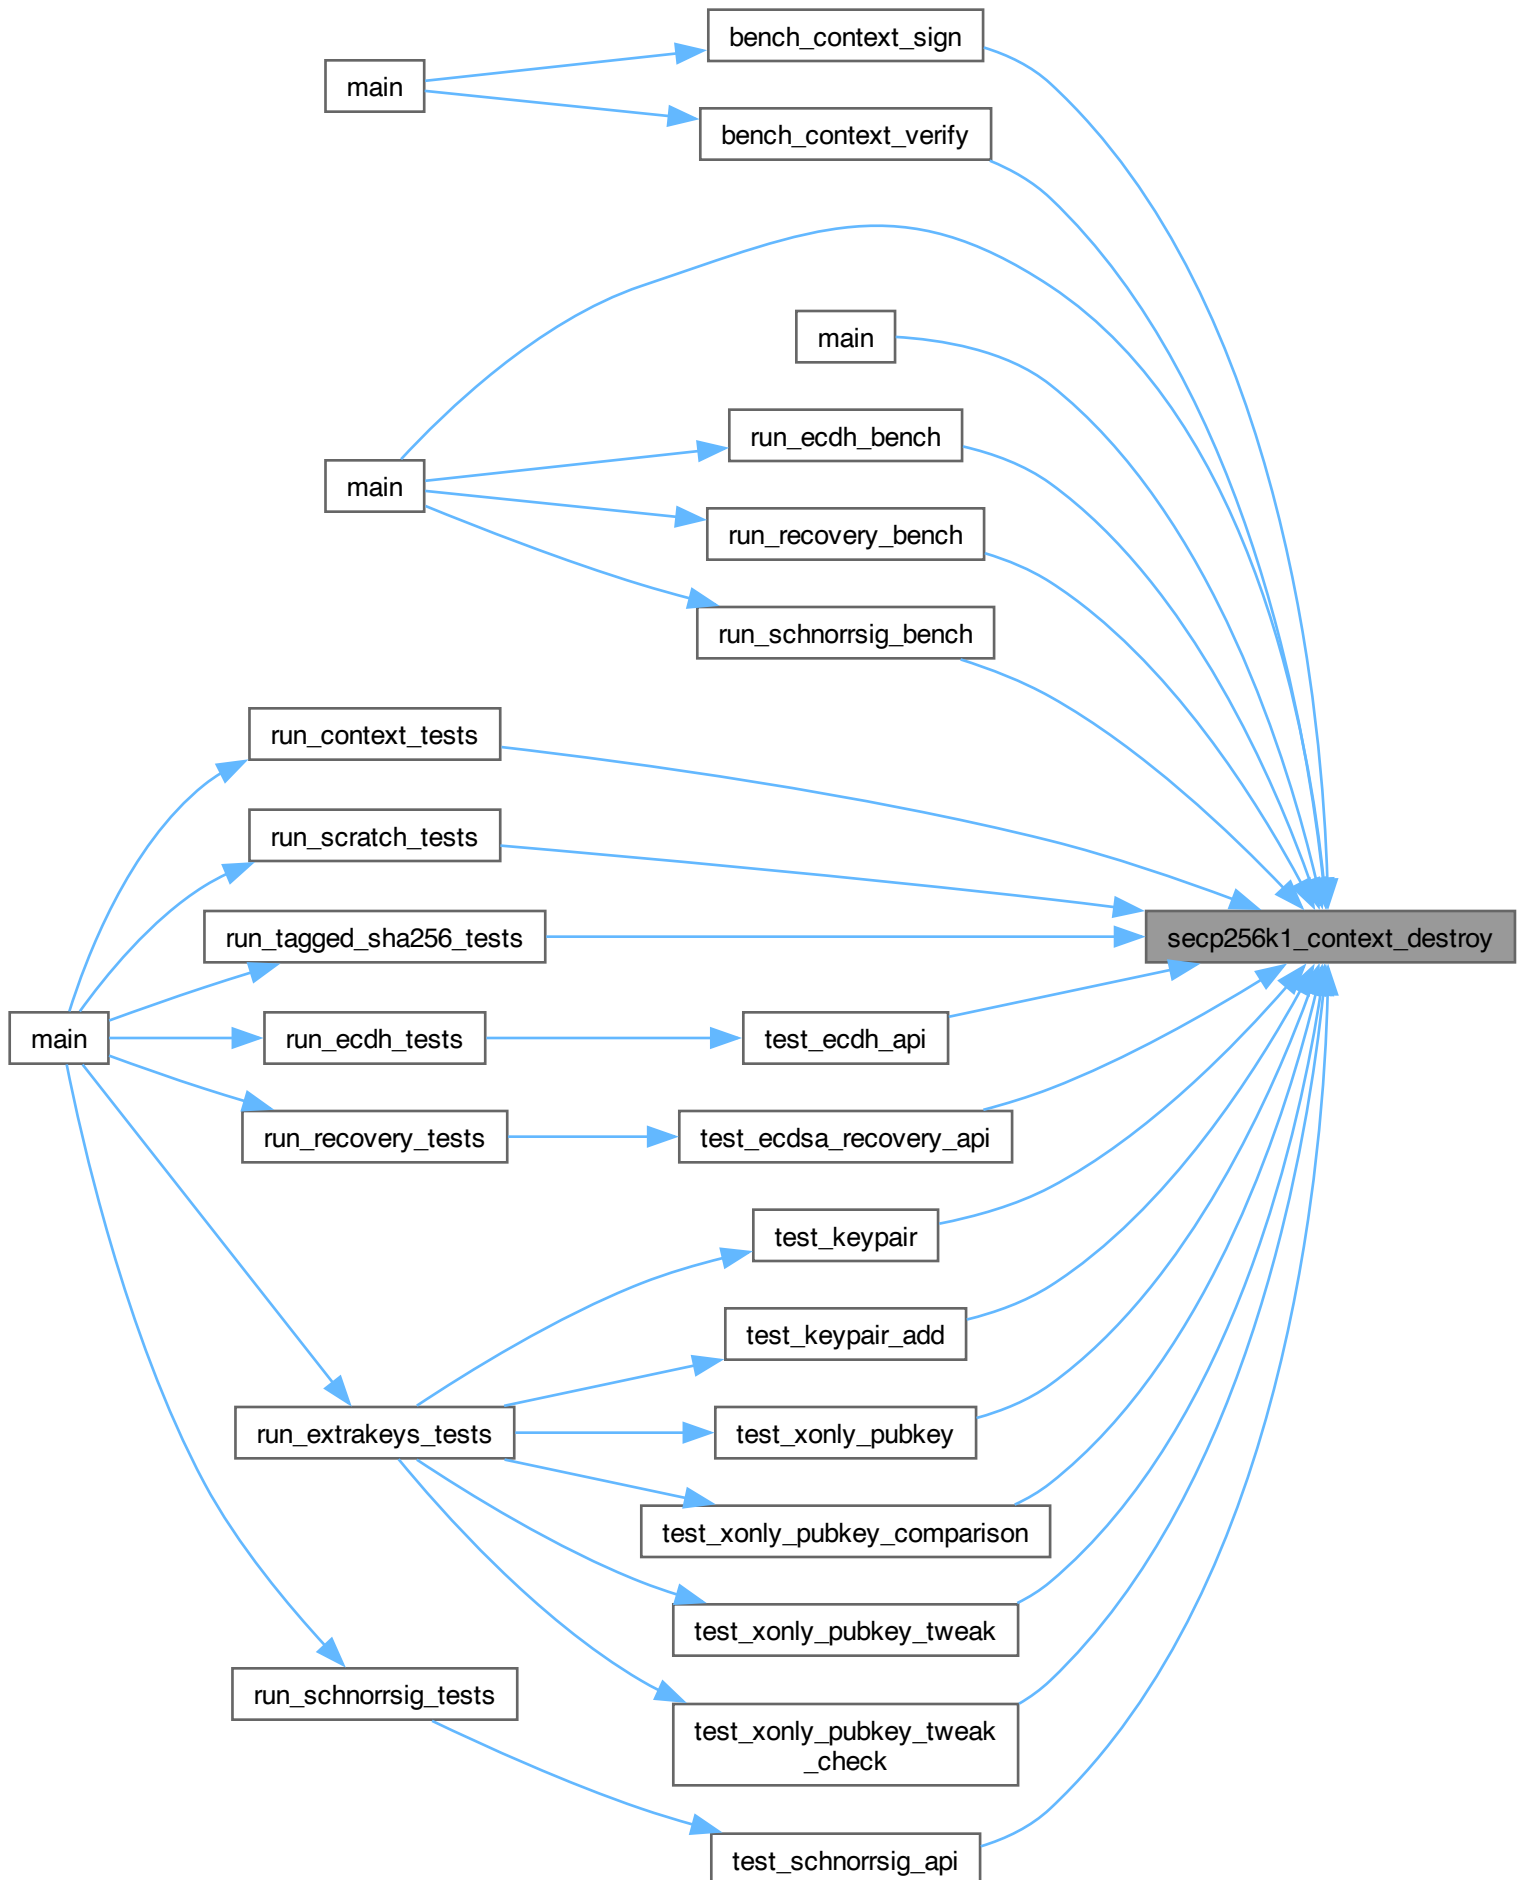 bench_context_sign
main
bench_context_verify
main
run_ecdh_bench
main
run_recovery_bench
run_schnorrsig_bench
run_context_tests
run_scratch_tests
run_tagged_sha256_tests
secp256k1_context_destroy
main
run_ecdh_tests
test_ecdh_api
run_recovery_tests
test_ecdsa_recovery_api
test_keypair
test_keypair_add
run_extrakeys_tests
test_xonly_pubkey
test_xonly_pubkey_comparison
test_xonly_pubkey_tweak
run_schnorrsig_tests
test_xonly_pubkey_tweak
_check
test_schnorrsig_api